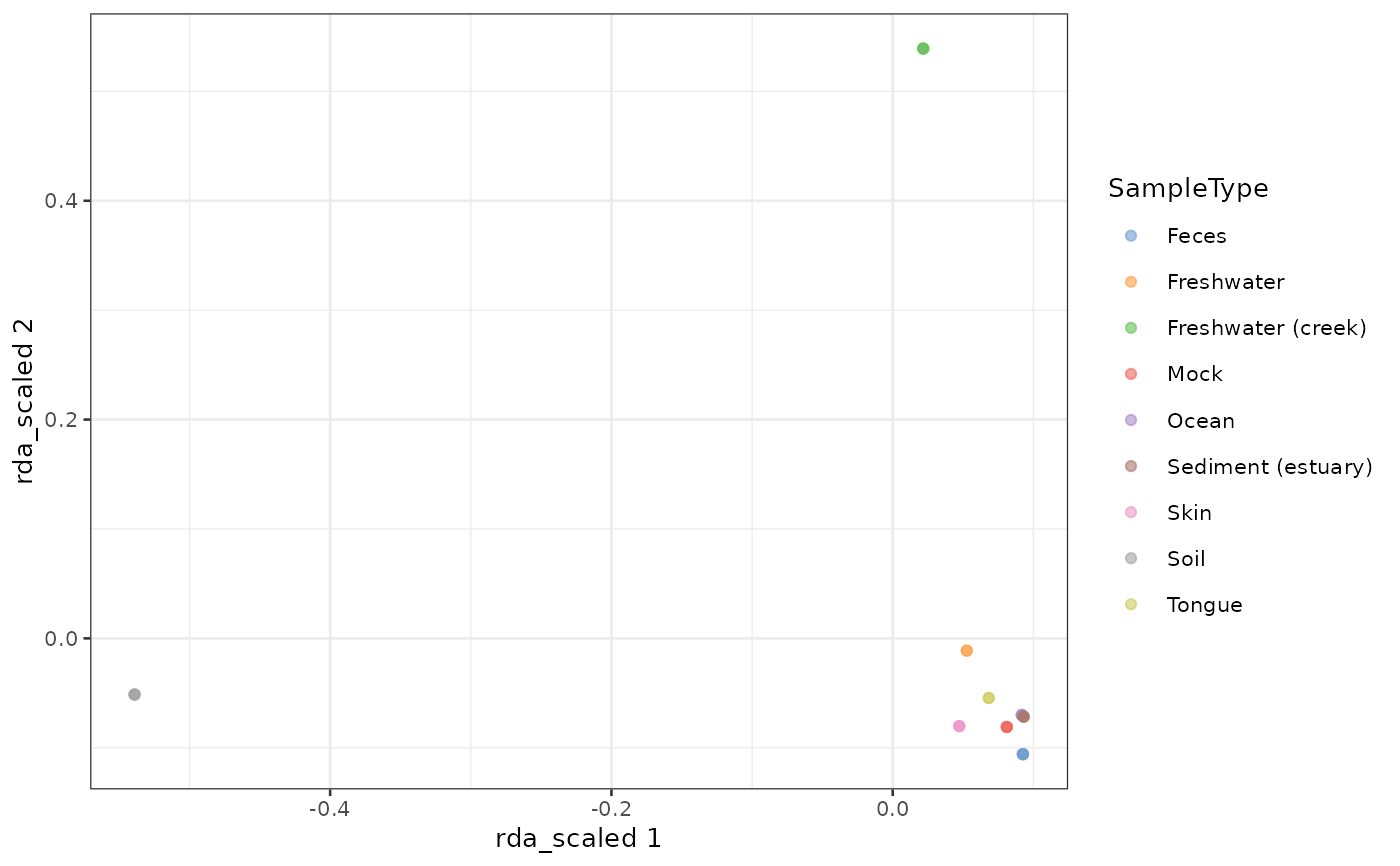 0.4
0.2
0.0
rda_scaled 2
-0.4
-0.2
0.0
rda_scaled 1
SampleType
Feces
Freshwater
Freshwater (creek)
Mock
Ocean
Sediment (estuary)
Skin
Soil
Tongue